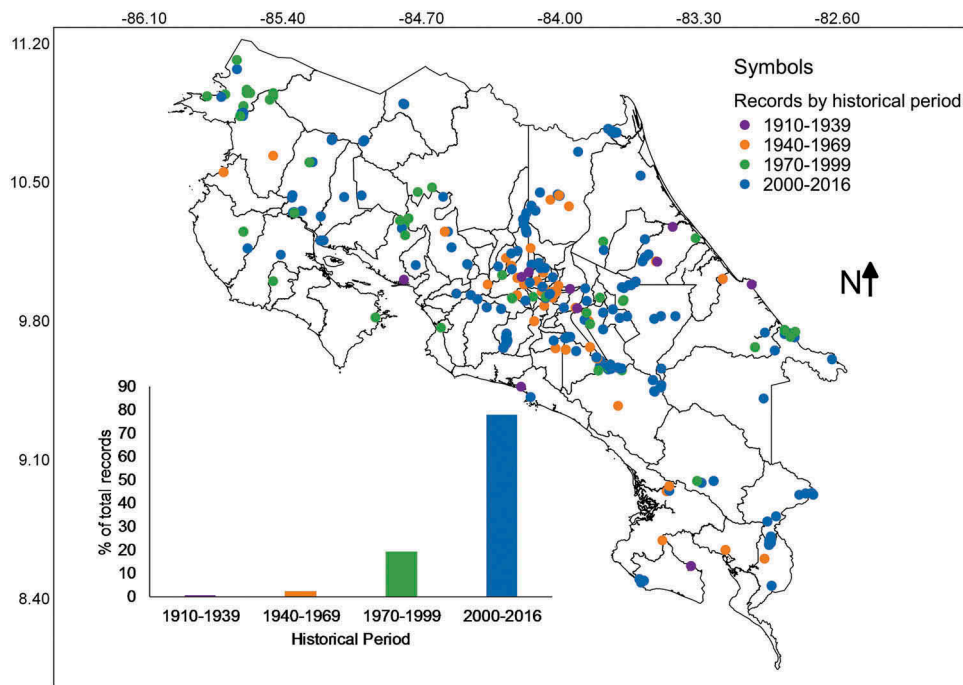 -86.10 -85.40 -84.70 -84.00 -83.30 -82.60
11.20
10.50
9.80
9.10
8.40
Symbols
Records by historical period
1910-1939
1940-1969
1970-1999
2000-2016
N
90
80
70
60
50
40
30
20
10
0
% of total records
1910-1939 1940-1969 1970-1999 2000-2016
Historical Period